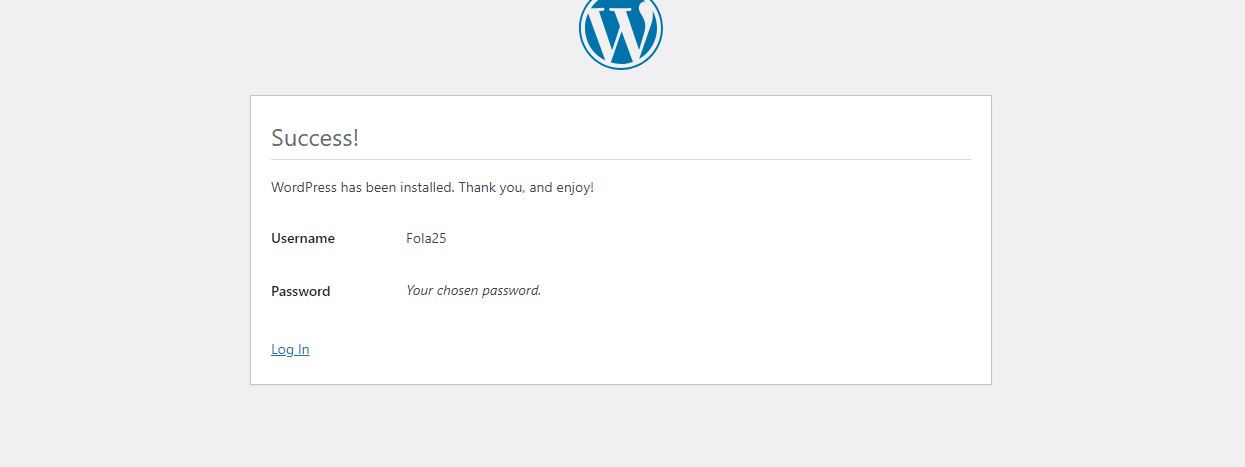 Success!
WordPress has been installed. Thank you, and enjoy!
Username Fola25
Password Your chosen password.
Log In